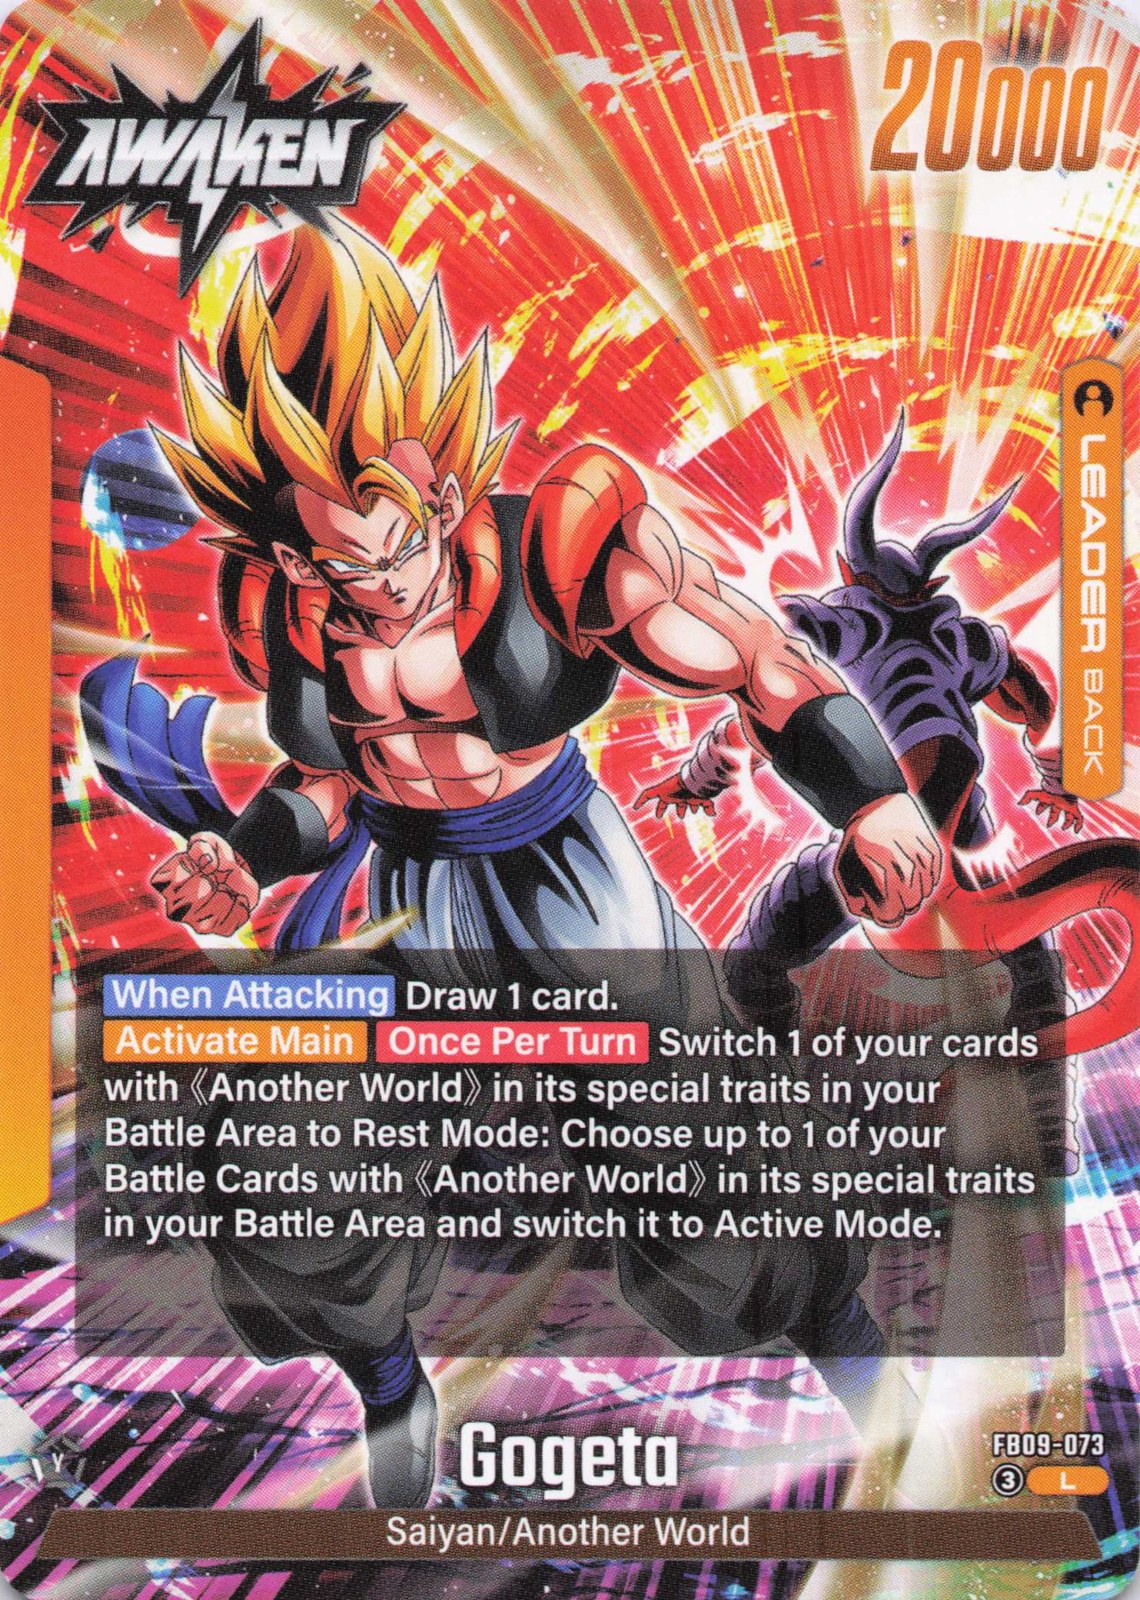 AWAKEN
20000
LEADER BACK
When Attacking Draw 1 card.
Activate Main Once Per Turn Switch 1 of your cards
with 《Another World》 in its special traits in your
Battle Area to Rest Mode: Choose up to 1 of your
Battle Cards with 《Another World》 in its special traits
in your Battle Area and switch it to Active Mode.
Gogeta
FB09-073
3 L
Saiyan/Another World